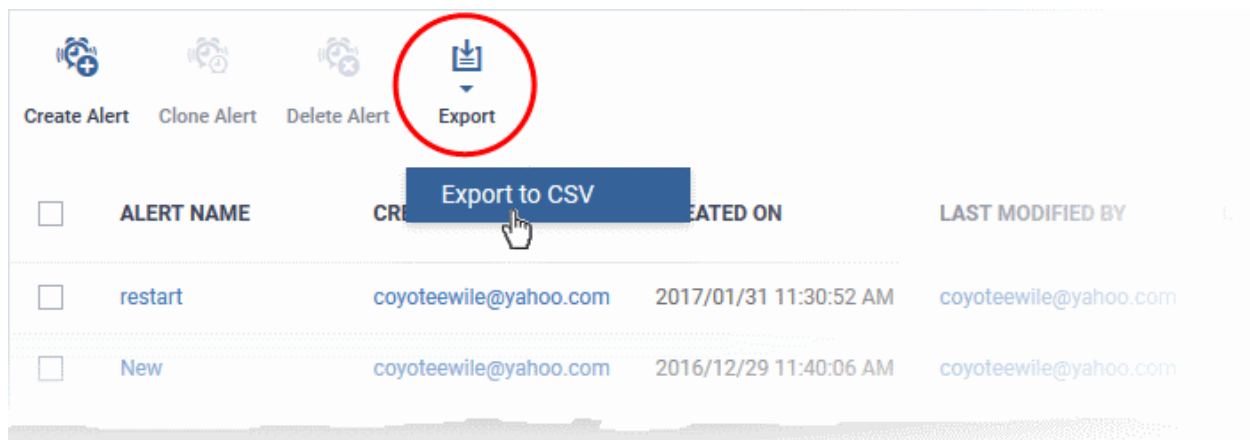 Create Alert Clone Alert Delete Alert Export
Export to CSV
ALERT NAME CRE EATED ON LAST MODIFIED BY
restart coyoteewile@yahoo.com 2017/01/31 11:30:52 AM coyoteewile@yahoo.com
New coyoteewile@yahoo.com 2016/12/29 11:40:06 AM coyoteewile@yahoo.com